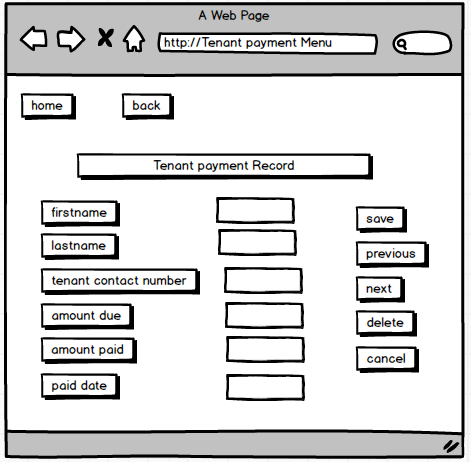 A Web Page
http://Tenant payment Menu
home
back
Tenant payment Record
firstname
lastname
tenant contact number
amount due
amount paid
paid date
save
previous
next
delete
cancel